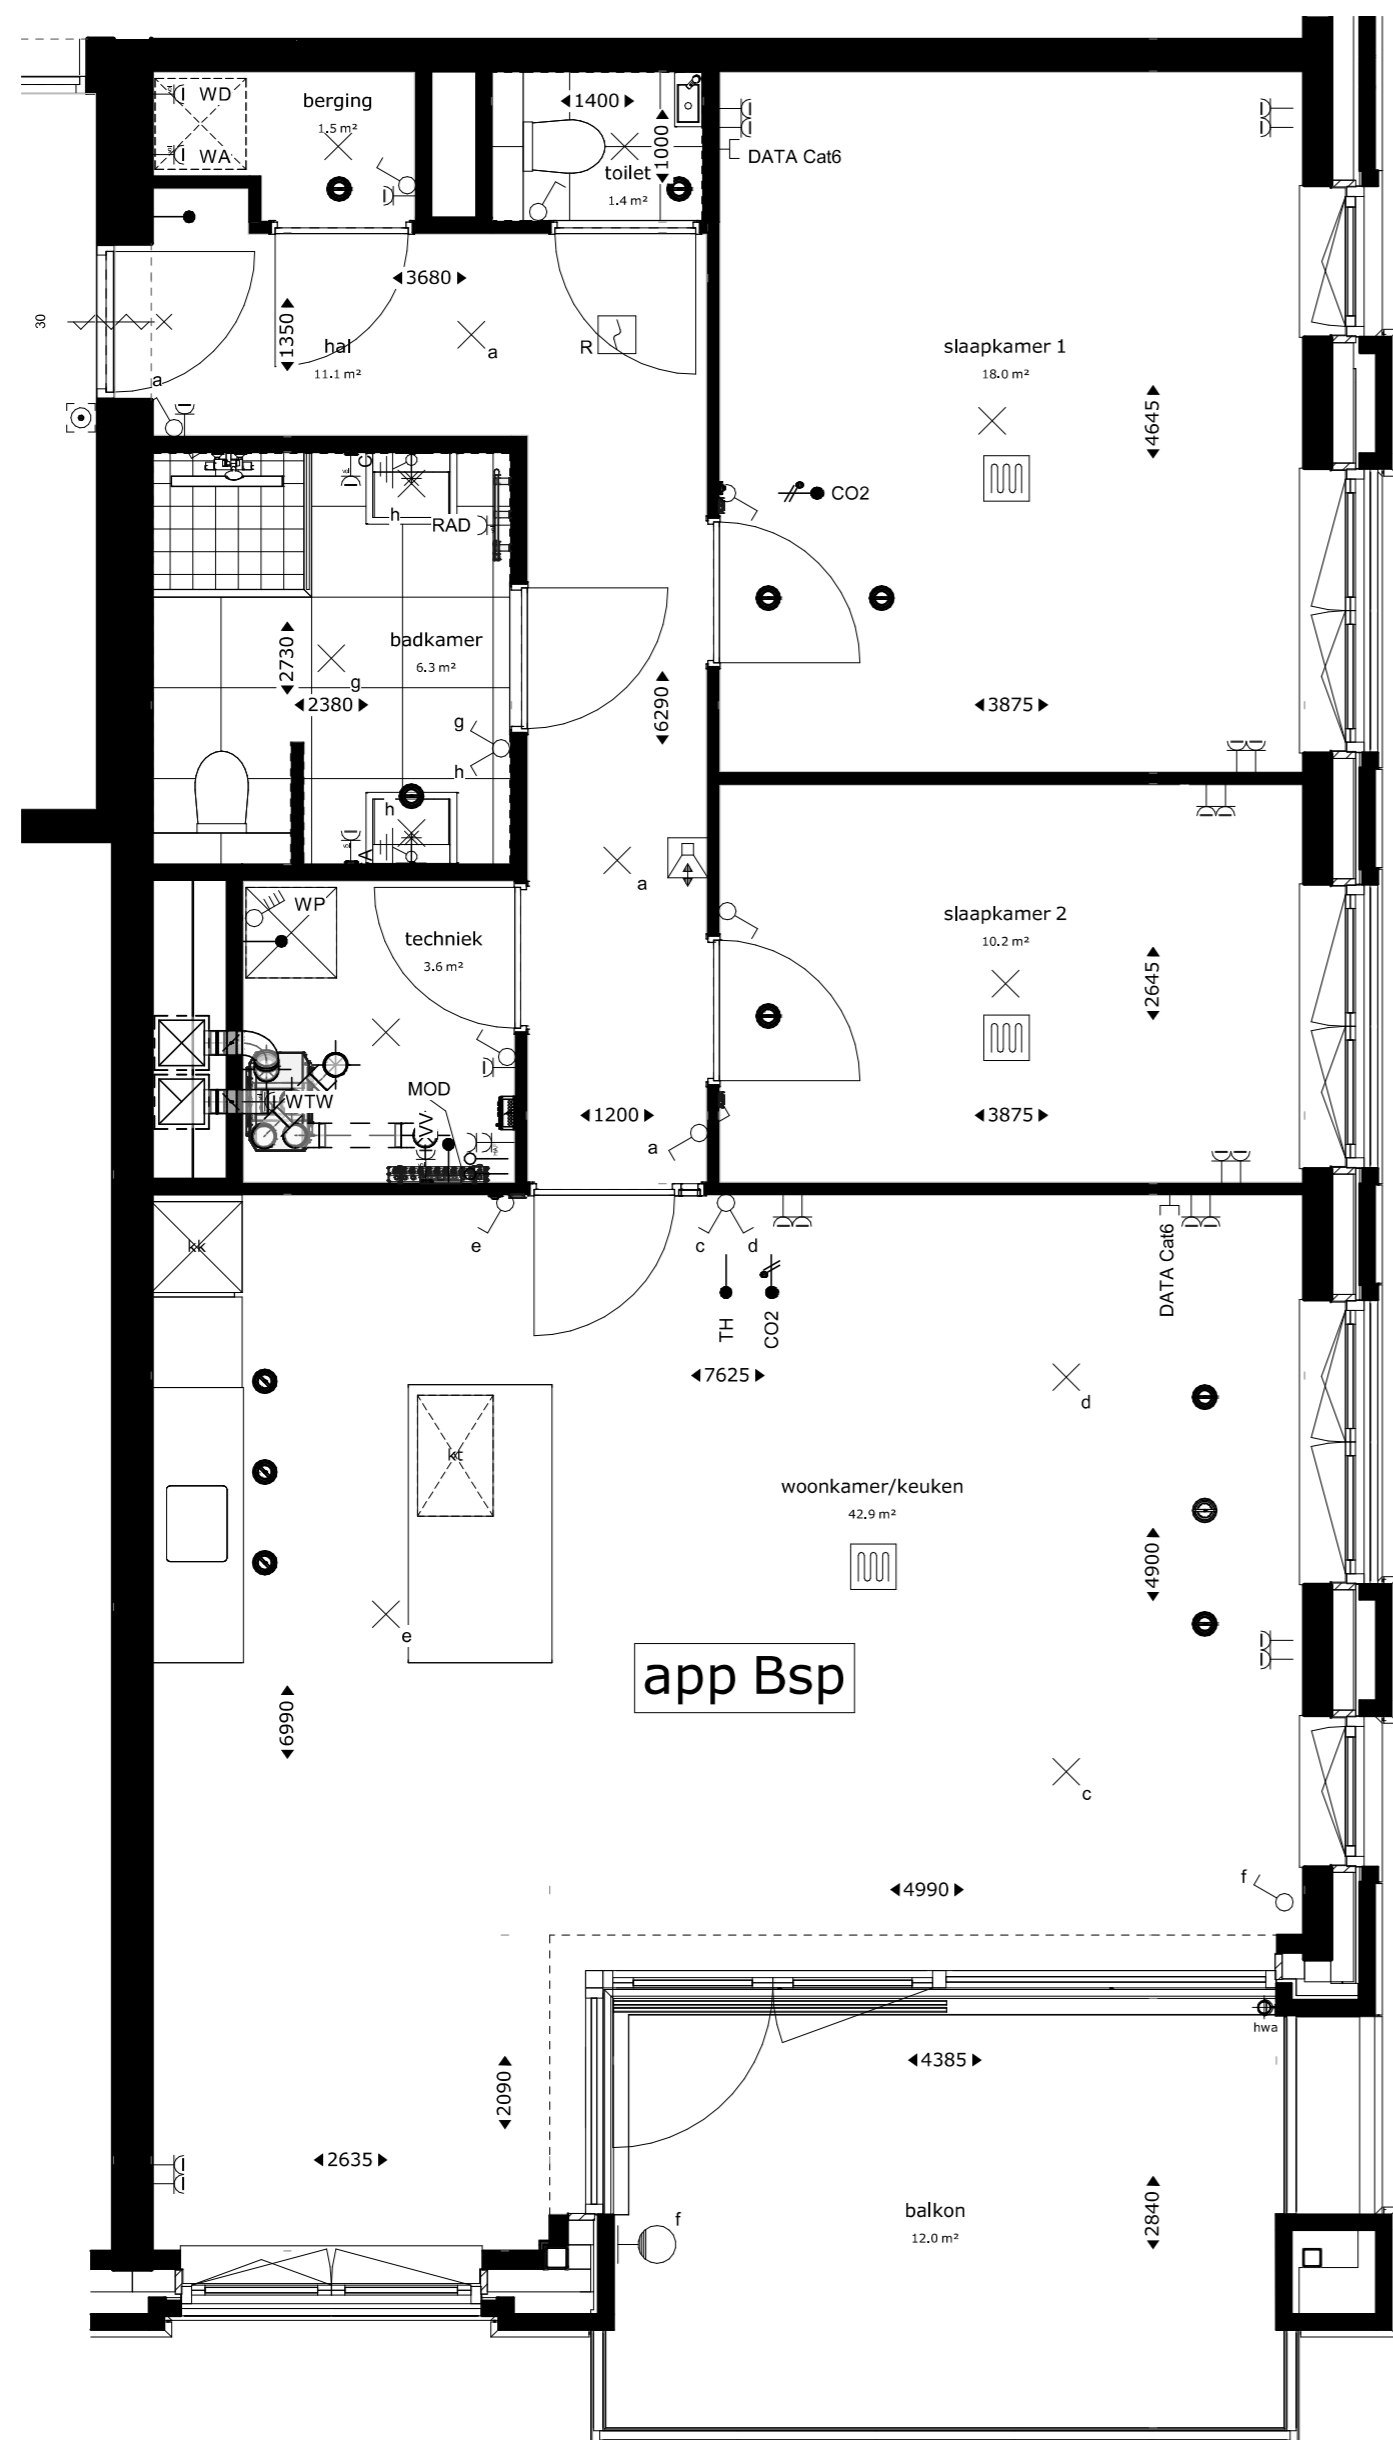 WD
WA
berging
1.5 m²
1400
1000
toilet
1.4 m²
DATA Cat6
3680
1350
hal
11.1 m²
a
a
R
30
slaapkamer 1
18.0 m²
4645
CO2
3875
C
h
RAD
badkamer
6.3 m²
2730
2380
g
g
h
h
A
6290
a
WP
techniek
3.6 m²
WTW
MOD
slaapkamer 2
10.2 m²
2645
3875
1200
a
kk
e
c
d
TH
CO2
DATA Cat6
7625
d
kt
woonkamer/keuken
42.9 m²
4900
e
app Bsp
6990
c
4990
f
hwa
4385
2090
2635
f
balkon
12.0 m²
2840